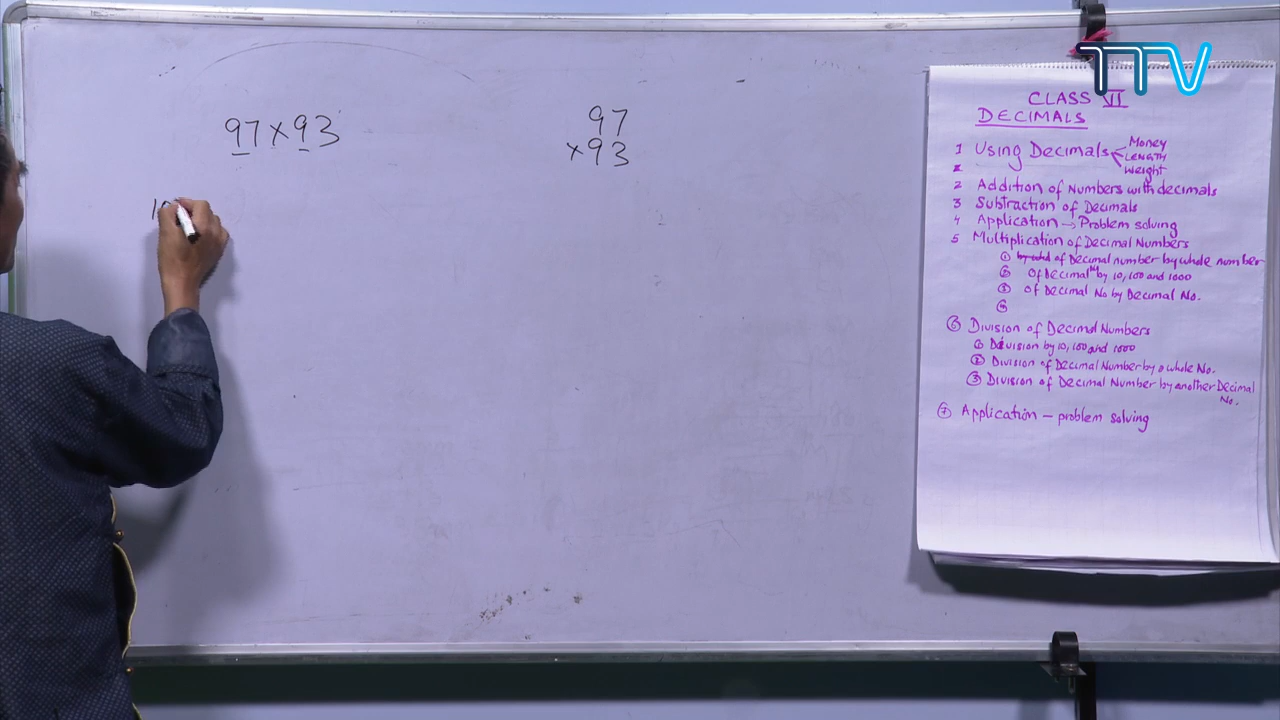 97 × 93
97
× 93
10
TTV
CLASS VII
DECIMALS
1 Using Decimals Money
Length
Weight
2 Addition of Numbers with decimals
3 Subtraction of Decimals
4 Application → Problem solving
5 Multiplication of Decimal Numbers
① of Decimal number by whole number
② Of Decimal No by 10, 100 and 1000
③ Of Decimal No by Decimal No.
④
⑥ Division of Decimal Numbers
① Division by 10, 100 and 1000
② Division of Decimal Number by a whole No.
③ Division of Decimal Number by another Decimal No.
⑦ Application – problem solving